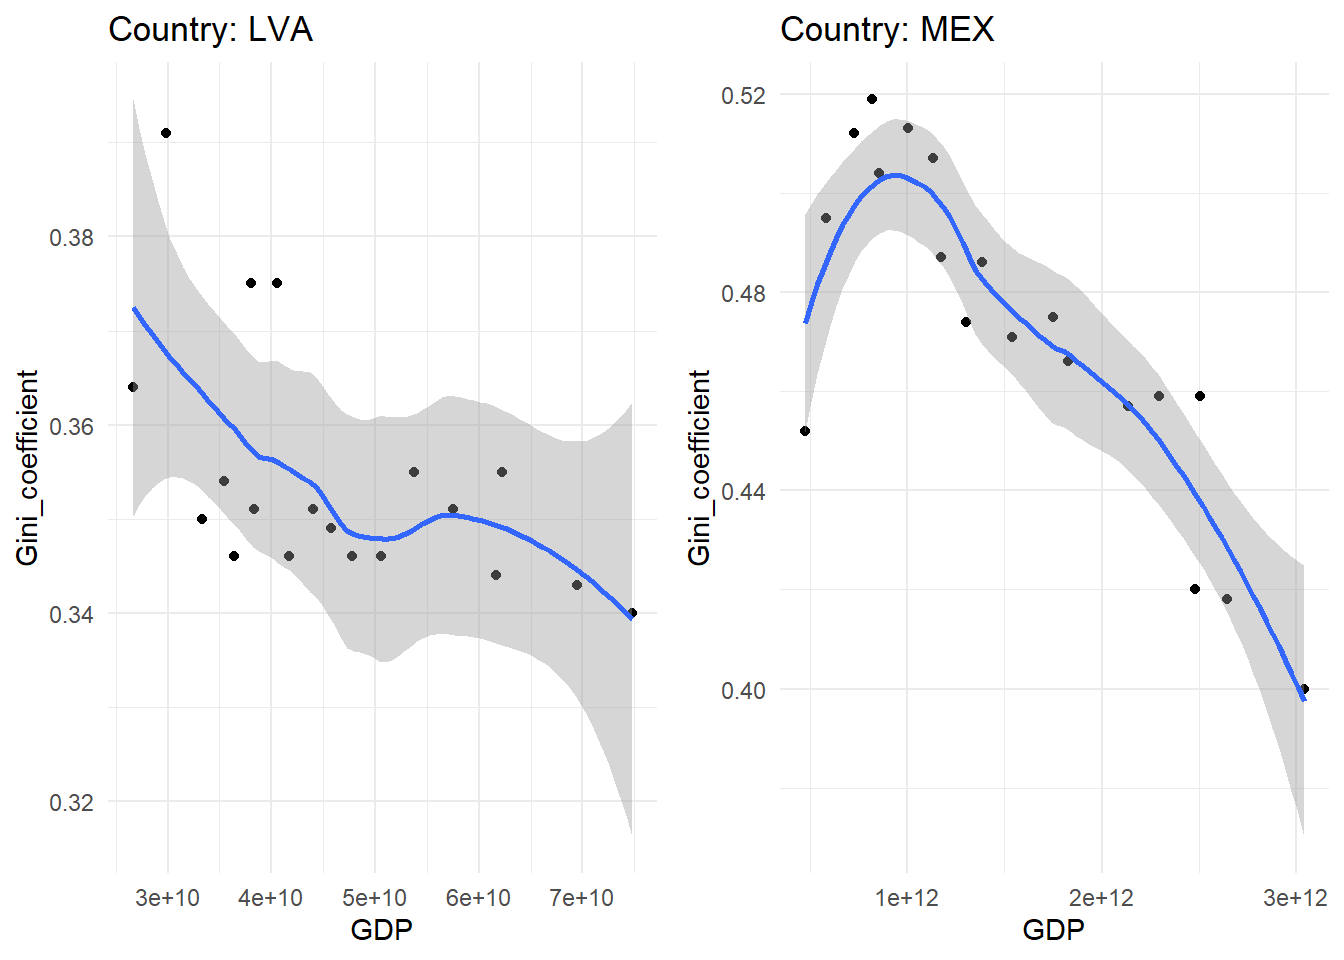 Country: LVA
Gini_coefficient
0.38
0.36
0.34
0.32
3e+10 4e+10 5e+10 6e+10 7e+10
GDP
Country: MEX
Gini_coefficient
0.52
0.48
0.44
0.40
1e+12 2e+12 3e+12
GDP